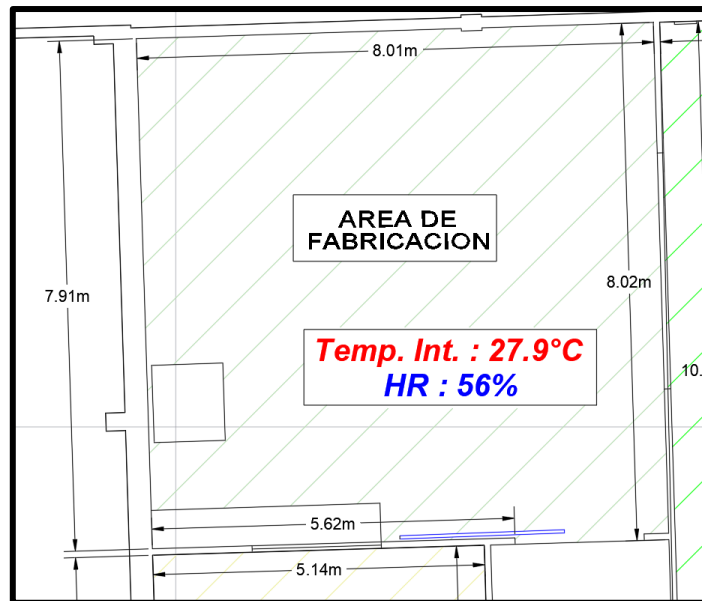 8.01m
AREA DE
FABRICACION
7.91m
8.02m
Temp. Int. : 27.9°C
HR : 56%
10.
5.62m
5.14m